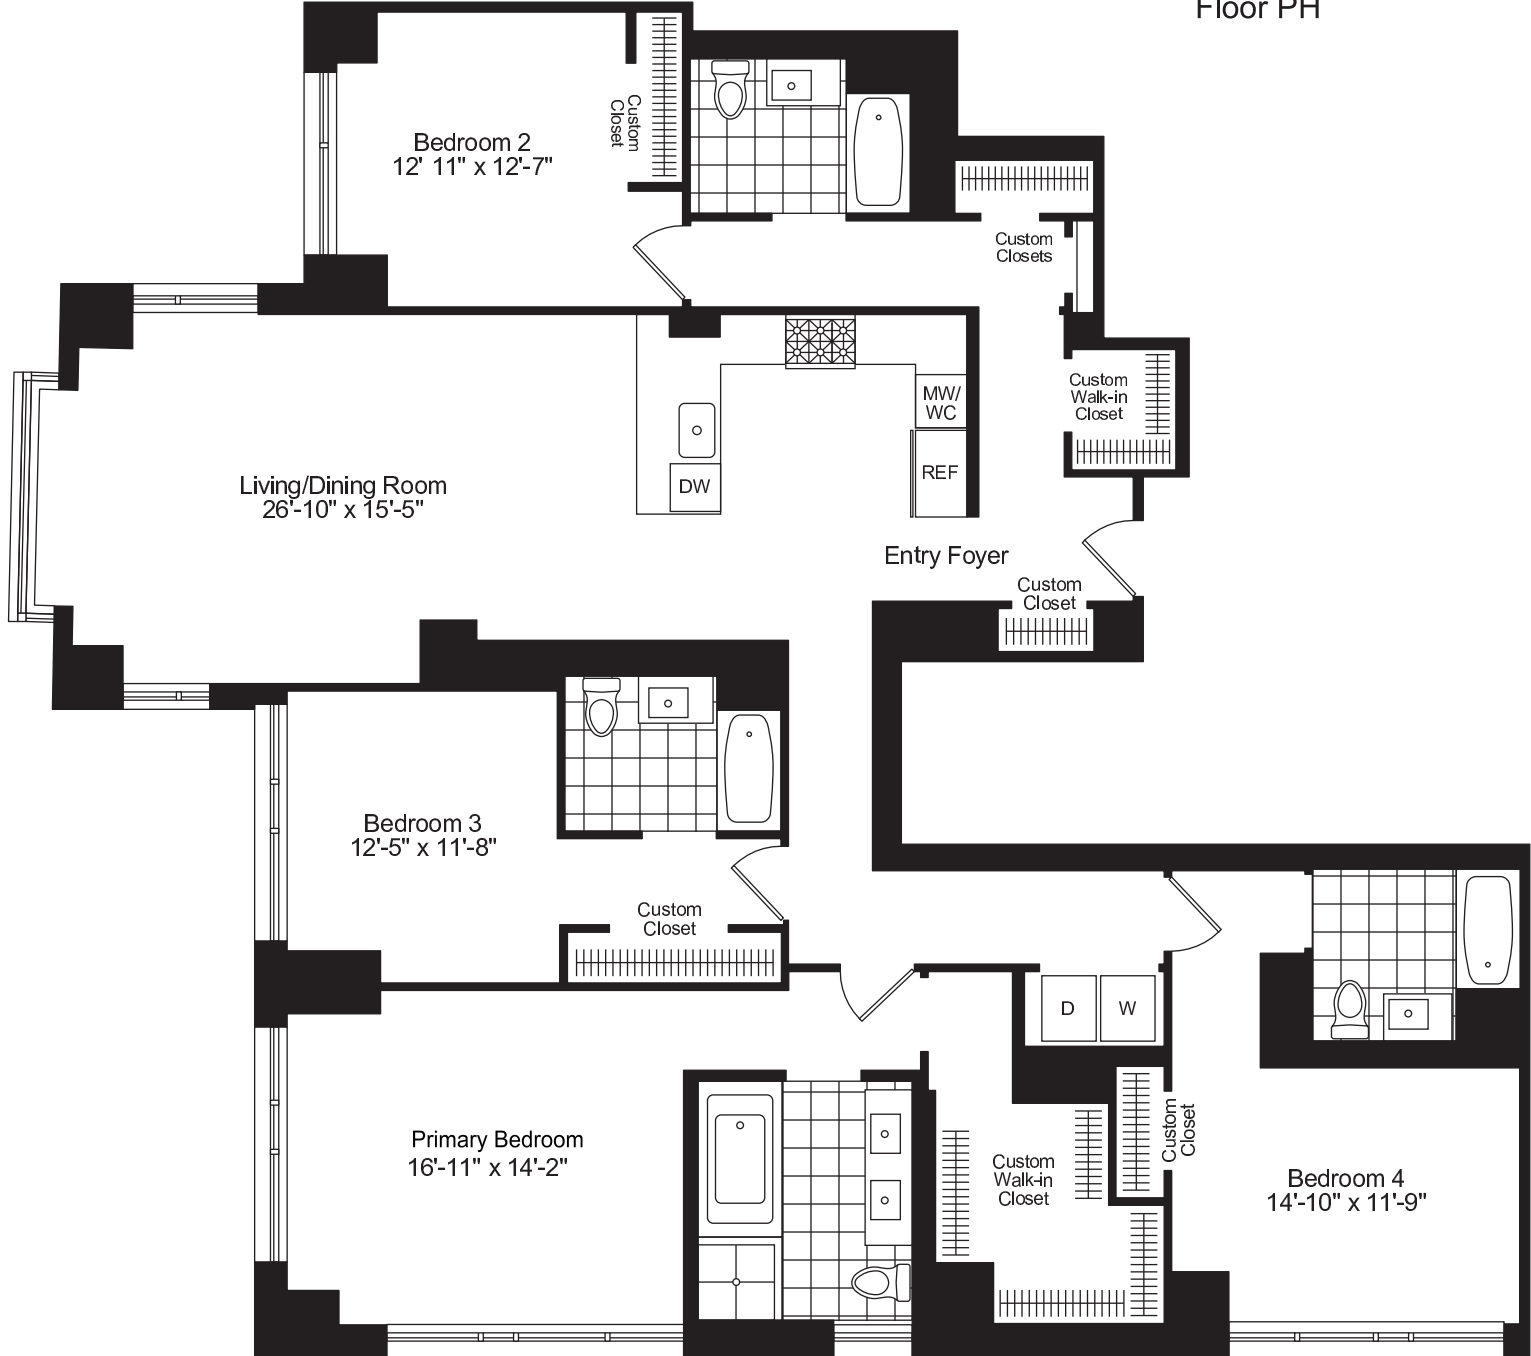 Floor PH
Custom
Closet
Bedroom 2
12' 11" x 12'-7"
Custom
Closets
Custom
Walk-in
Closet
MW/
WC
REF
DW
Living/Dining Room
26'-10" x 15'-5"
Entry Foyer
Custom
Closet
Bedroom 3
12'-5" x 11'-8"
Custom
Closet
D
W
Primary Bedroom
16'-11" x 14'-2"
Custom
Walk-in
Closet
Custom
Closet
Bedroom 4
14'-10" x 11'-9"